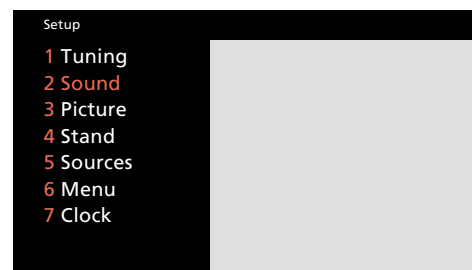 Setup
1 Tuning
2 Sound
3 Picture
4 Stand
5 Sources
6 Menu
7 Clock